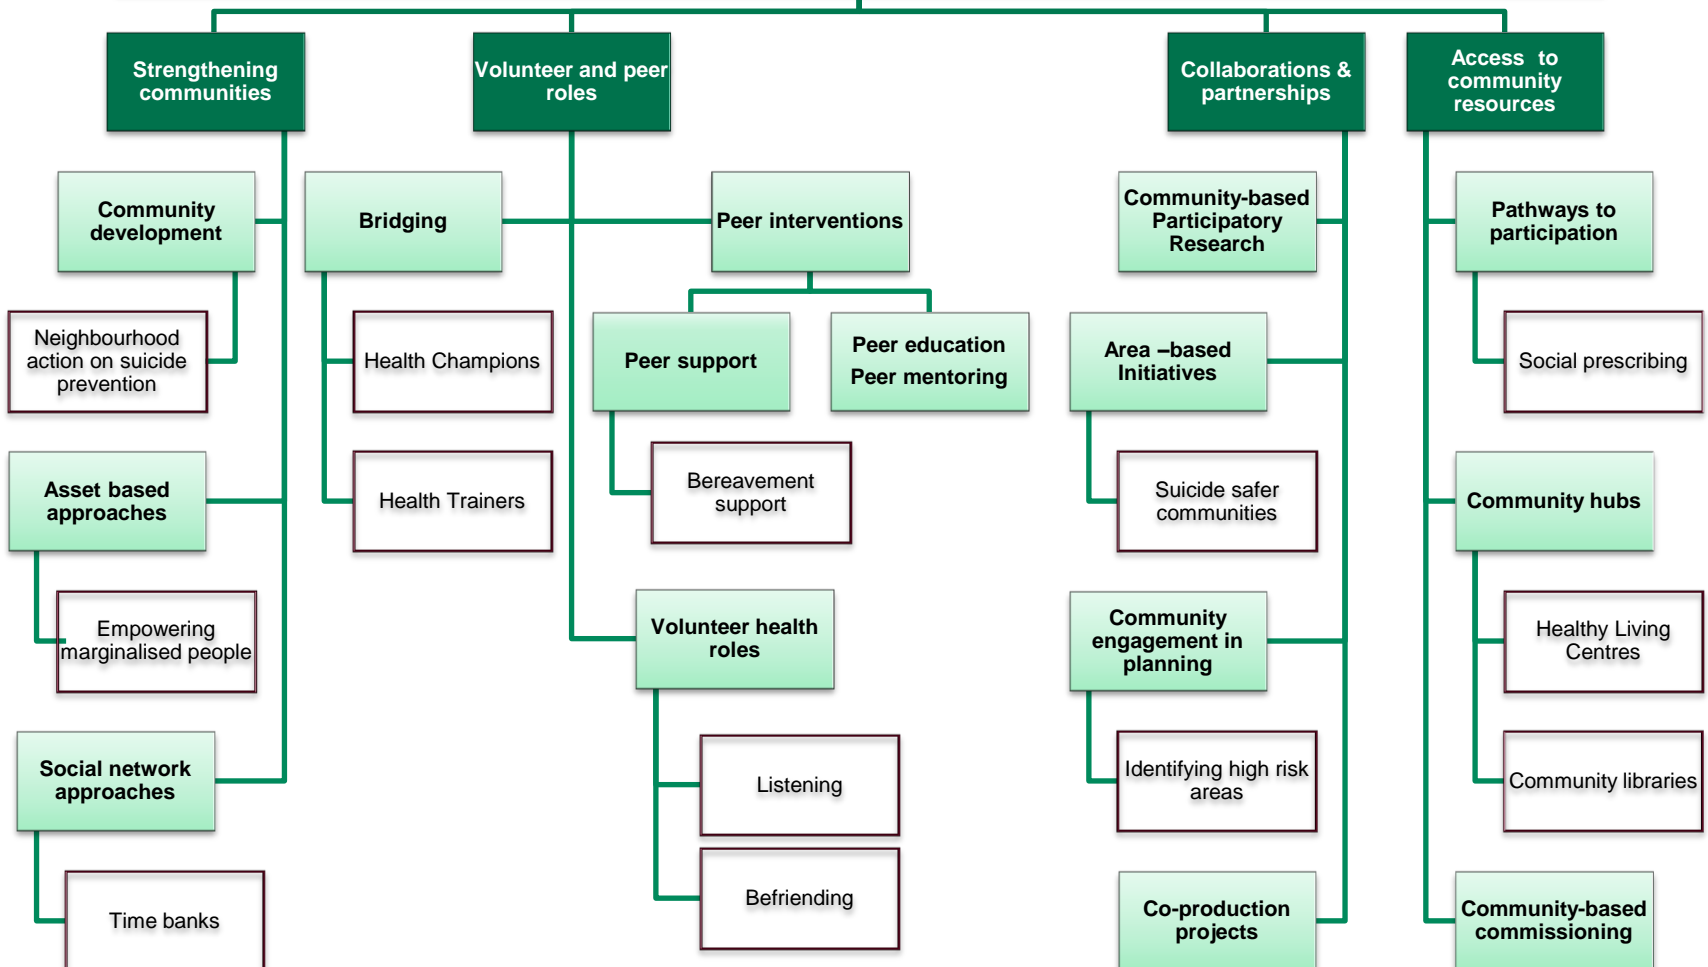 Strengthening
communities
Volunteer and peer
roles
Collaborations &
partnerships
Access to
community
resources
Community
development
Neighbourhood
action on suicide
prevention
Asset based
approaches
Empowering
marginalised people
Social network
approaches
Time banks
Bridging
Health Champions
Health Trainers
Peer interventions
Peer support
Bereavement
support
Peer education
Peer mentoring
Volunteer health
roles
Listening
Befriending
Community-based
Participatory
Research
Area –based
Initiatives
Suicide safer
communities
Community
engagement in
planning
Identifying high risk
areas
Co-production
projects
Pathways to
participation
Social prescribing
Community hubs
Healthy Living
Centres
Community libraries
Community-based
commissioning